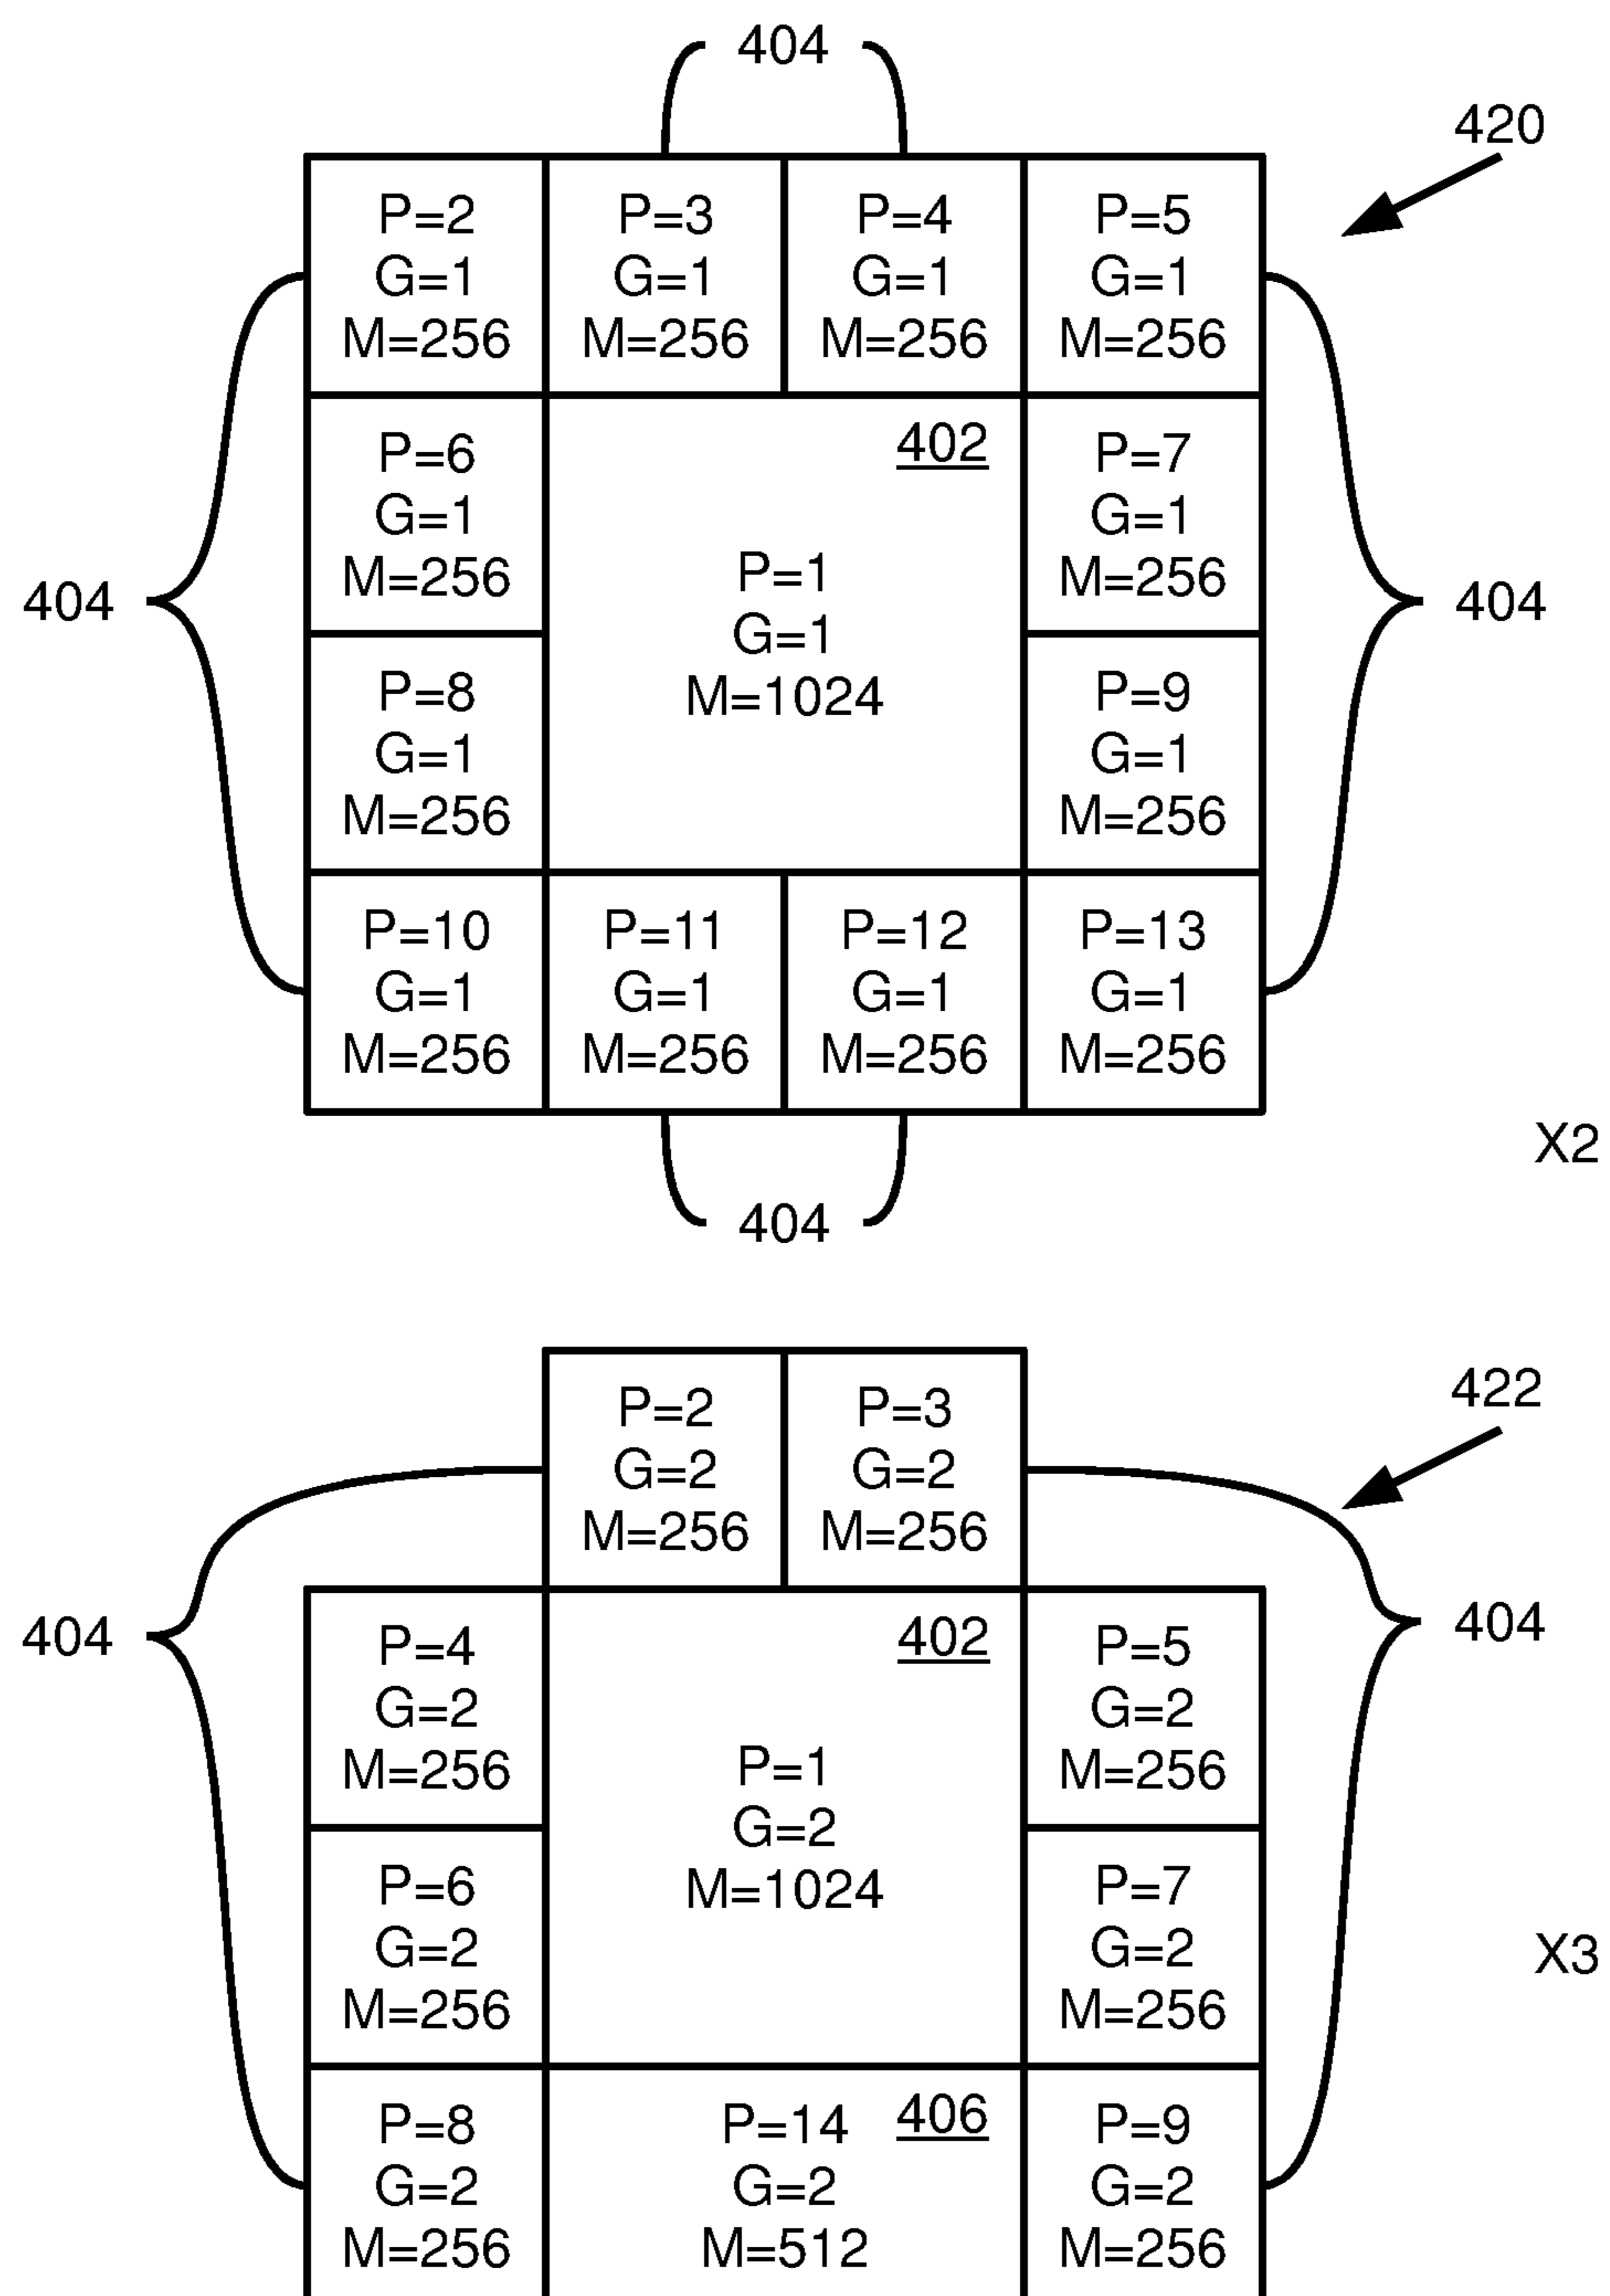 404
420
P=2
G=1
M=256
P=3
G=1
M=256
P=4
G=1
M=256
P=5
G=1
M=256
404
P=6
G=1
M=256
402
P=1
G=1
M=1024
P=7
G=1
M=256
404
P=8
G=1
M=256
P=9
G=1
M=256
P=10
G=1
M=256
P=11
G=1
M=256
P=12
G=1
M=256
P=13
G=1
M=256
X2
404
422
P=2
G=2
M=256
P=3
G=2
M=256
404
P=4
G=2
M=256
402
P=1
G=2
M=1024
P=5
G=2
M=256
404
P=6
G=2
M=256
P=7
G=2
M=256
X3
P=8
G=2
M=256
P=14
406
G=2
M=512
P=9
G=2
M=256